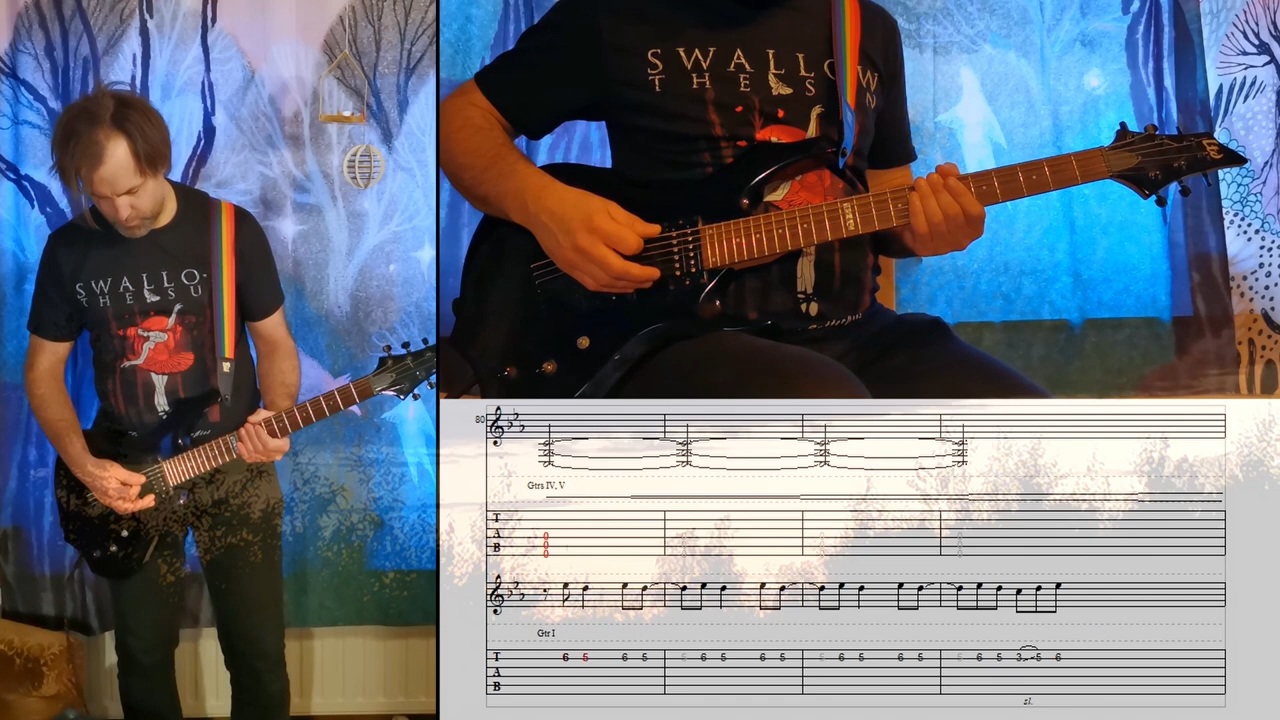 SWALLO
THE SU
SWALLOW
THE S N
80
Gtrs IV, V
T
A
B
0
0
0
Gtr I
T
A
B
6 5 6 5 6 5 6 5 6 5 6 5 6 5 3 5 6
sl.